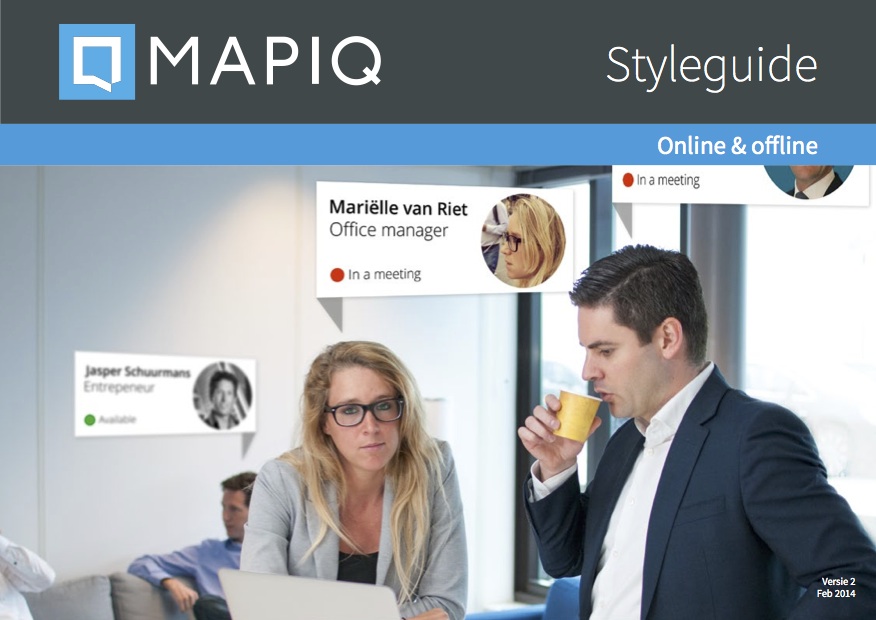 MAPIQ
Styleguide
Online & offline
In a meeting
Mariëlle van Riet
Office manager
In a meeting
Jasper Schuurmans
Entrepeneur
Available
Versie 2
Feb 2014